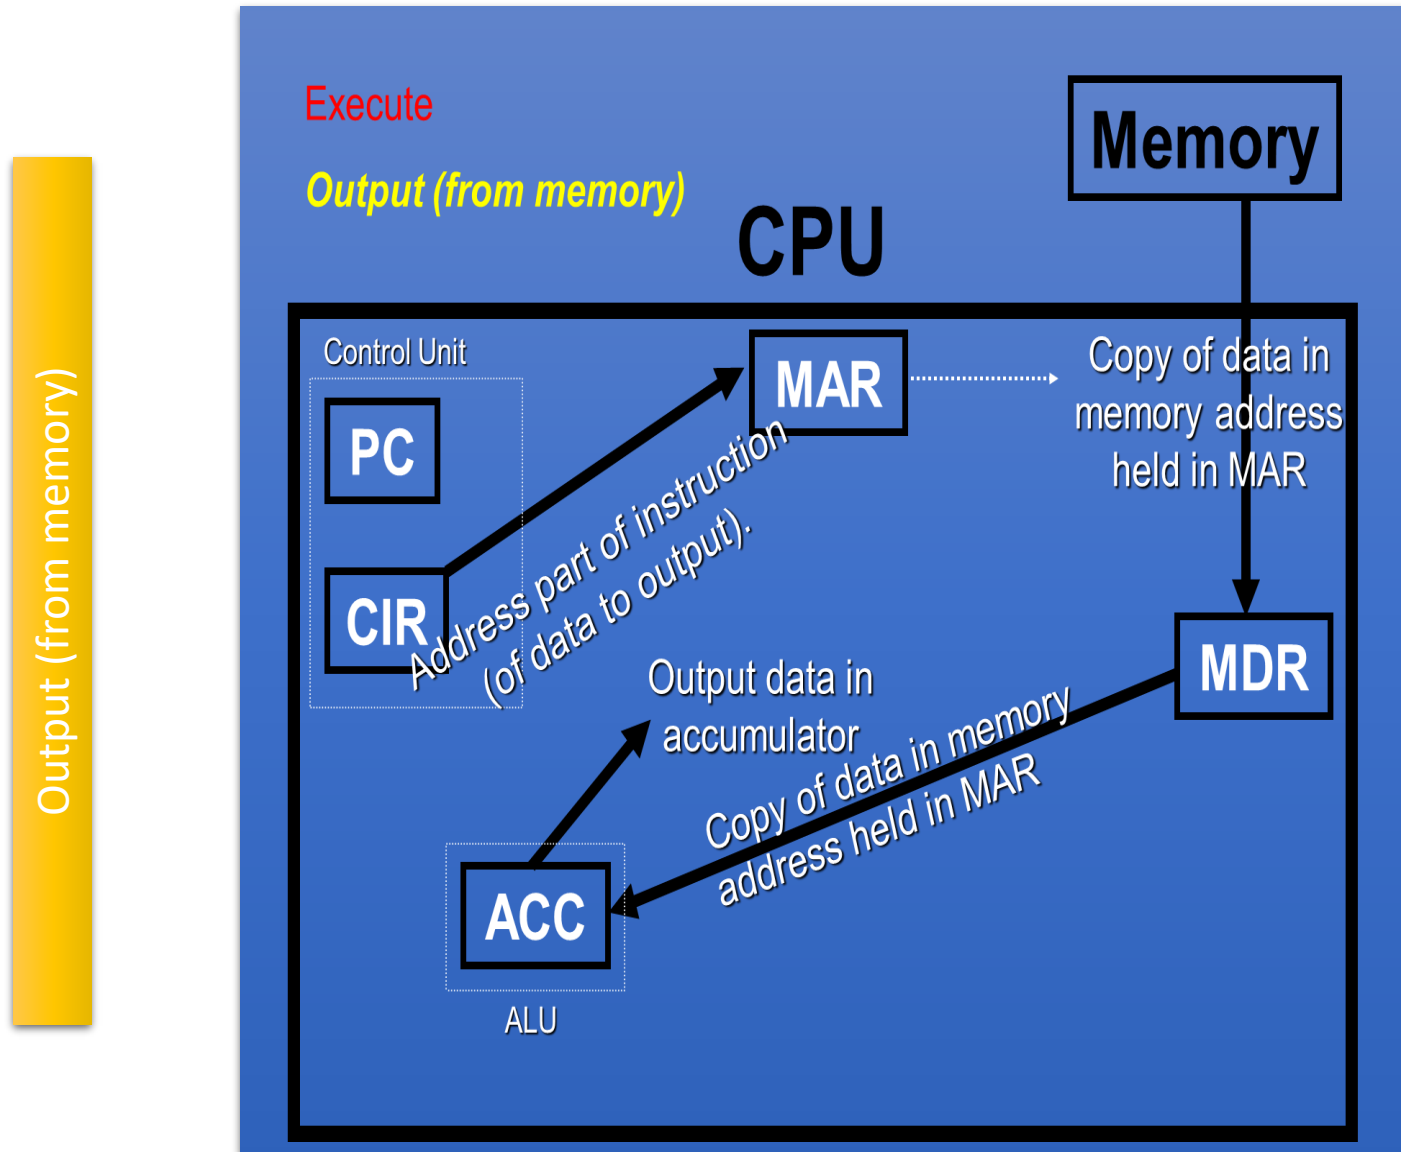 Output (from memory)
Execute
Output (from memory)
Memory
CPU
Control Unit
PC
CIR
MAR
Address part of instruction
(of data to output).
Copy of data in
memory address
held in MAR
MDR
Copy of data in memory
address held in MAR
Output data in
accumulator
ACC
ALU